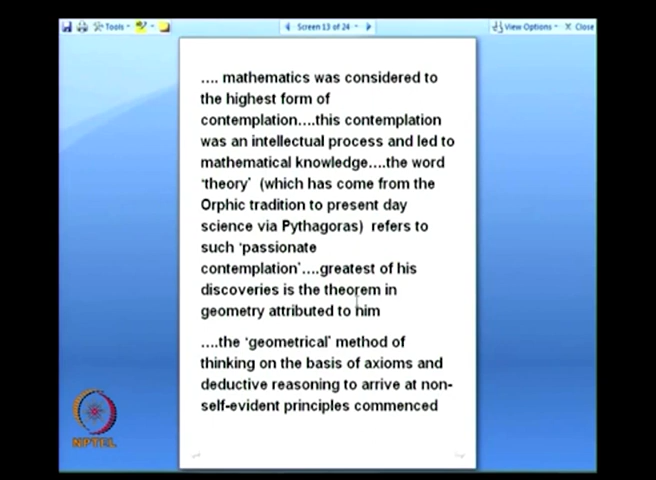 Tools
Screen 13 of 24
View Options
Close
.... mathematics was considered to
the highest form of
contemplation....this contemplation
was an intellectual process and led to
mathematical knowledge....the word
‘theory’ (which has come from the
Orphic tradition to present day
science via Pythagoras) refers to
such ‘passionate
contemplation’....greatest of his
discoveries is the theorem in
geometry attributed to him
....the ‘geometrical’ method of
thinking on the basis of axioms and
deductive reasoning to arrive at non-
self-evident principles commenced
NPTEL